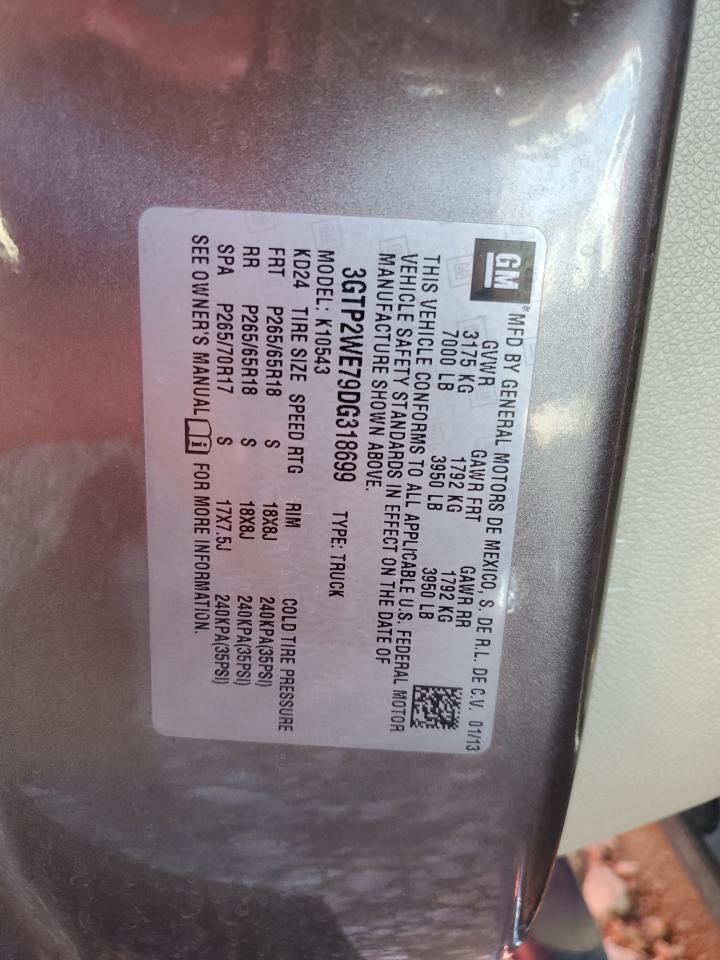 GM
® MFD BY GENERAL MOTORS DE MEXICO, S. DE R.L. DE C.V. 01/13
GVWR GAWR FRT GAWR RR
3175 KG 1792 KG 1792 KG
7000 LB 3950 LB 3950 LB
THIS VEHICLE CONFORMS TO ALL APPLICABLE U.S. FEDERAL MOTOR
VEHICLE SAFETY STANDARDS IN EFFECT ON THE DATE OF
MANUFACTURE SHOWN ABOVE.
3GTP2WE79DG318699 TYPE: TRUCK
MODEL: K10543
KD24 TIRE SIZE SPEED RTG RIM COLD TIRE PRESSURE
FRT P265/65R18 S 18X8J 240KPA(35PSI)
RR P265/65R18 S 18X8J 240KPA(35PSI)
SPA P265/70R17 S 17X7.5J 240KPA(35PSI)
SEE OWNER'S MANUAL i FOR MORE INFORMATION.